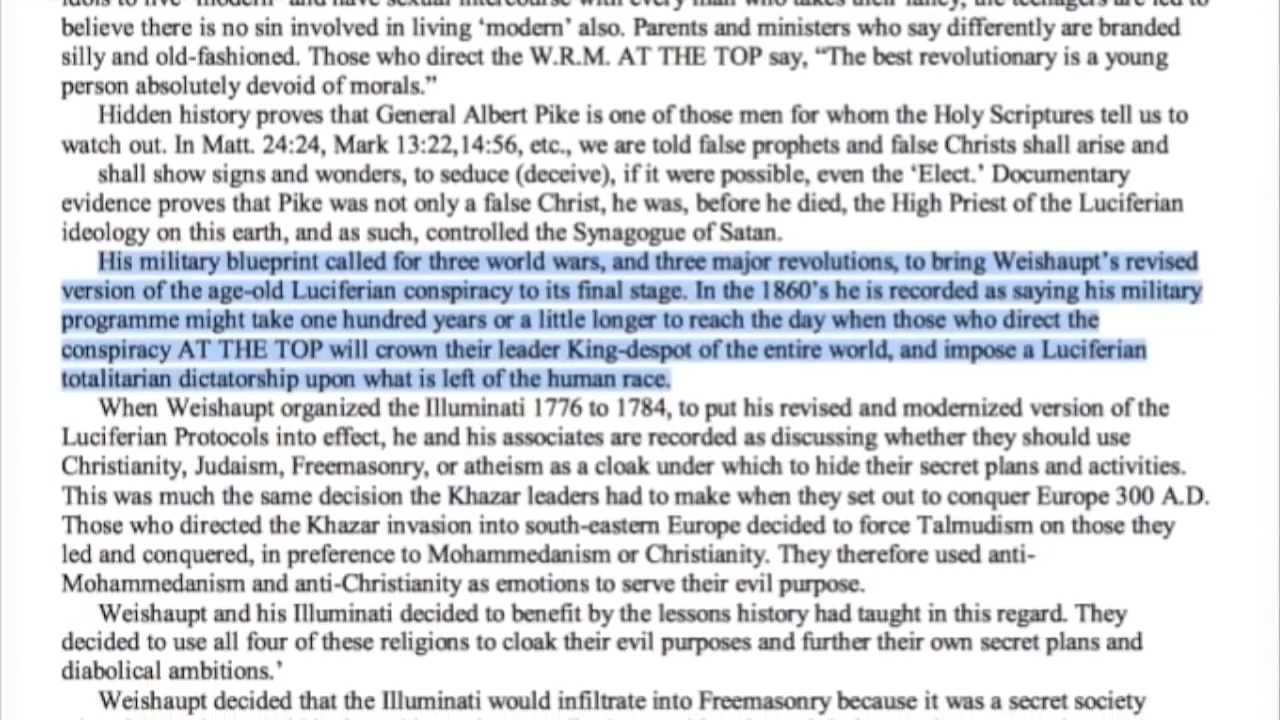 believe there is no sin involved in living ‘modern’ also. Parents and ministers who say differently are branded
silly and old-fashioned. Those who direct the W.R.M. AT THE TOP say, “The best revolutionary is a young
person absolutely devoid of morals.”
Hidden history proves that General Albert Pike is one of those men for whom the Holy Scriptures tell us to
watch out. In Matt. 24:24, Mark 13:22,14:56, etc., we are told false prophets and false Christs shall arise and
shall show signs and wonders, to seduce (deceive), if it were possible, even the ‘Elect.’ Documentary
evidence proves that Pike was not only a false Christ, he was, before he died, the High Priest of the Luciferian
ideology on this earth, and as such, controlled the Synagogue of Satan.
His military blueprint called for three world wars, and three major revolutions, to bring Weishaupt’s revised
version of the age-old Luciferian conspiracy to its final stage. In the 1860’s he is recorded as saying his military
programme might take one hundred years or a little longer to reach the day when those who direct the
conspiracy AT THE TOP will crown their leader King-despot of the entire world, and impose a Luciferian
totalitarian dictatorship upon what is left of the human race.
When Weishaupt organized the Illuminati 1776 to 1784, to put his revised and modernized version of the
Luciferian Protocols into effect, he and his associates are recorded as discussing whether they should use
Christianity, Judaism, Freemasonry, or atheism as a cloak under which to hide their secret plans and activities.
This was much the same decision the Khazar leaders had to make when they set out to conquer Europe 300 A.D.
Those who directed the Khazar invasion into south-eastern Europe decided to force Talmudism on those they
led and conquered, in preference to Mohammedanism or Christianity. They therefore used anti-
Mohammedanism and anti-Christianity as emotions to serve their evil purpose.
Weishaupt and his Illuminati decided to benefit by the lessons history had taught in this regard. They
decided to use all four of these religions to cloak their evil purposes and further their own secret plans and
diabolical ambitions.’
Weishaupt decided that the Illuminati would infiltrate into Freemasonry because it was a secret society